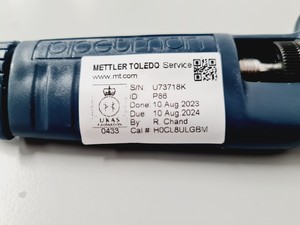 pipetman
METTLER TOLEDO Service
www.mt.com
S/N U73718K
ID P86
Done: 10 Aug 2023
Due 10 Aug 2024
By: R. Chand
Cal # H0CL8ULGBM
UKAS
0433